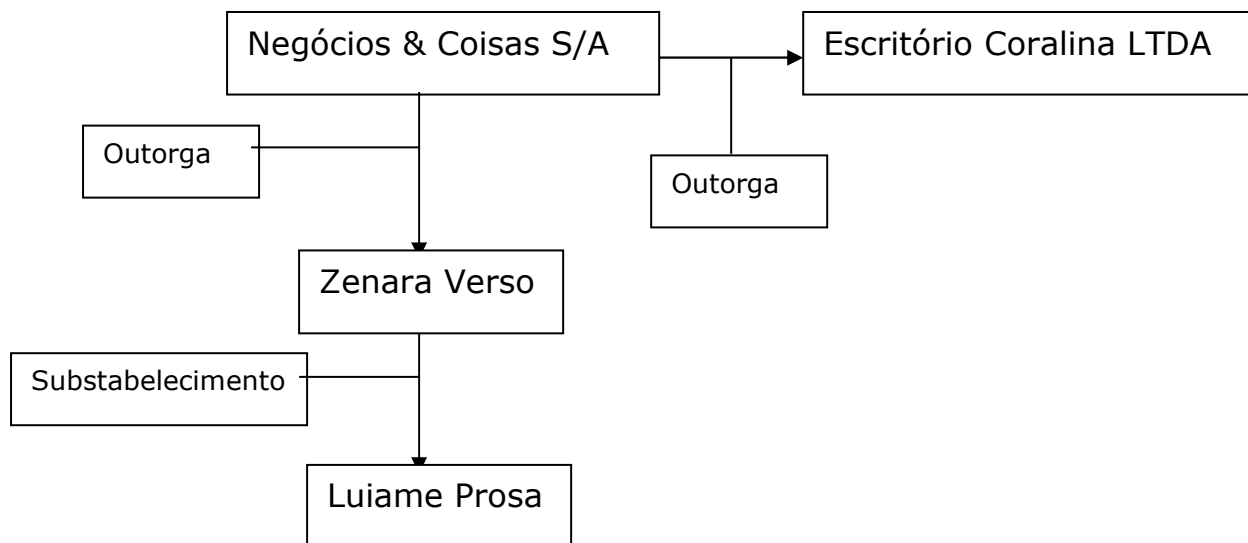 Negócios & Coisas S/A
Escritório Coralina LTDA
Outorga
Outorga
Zenara Verso
Substabelecimento
Luiame Prosa